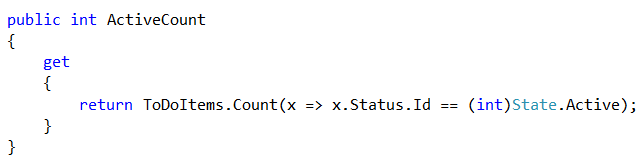 public int ActiveCount
{
    get
    {
        return ToDoItems.Count(x => x.Status.Id == (int)State.Active);
    }
}